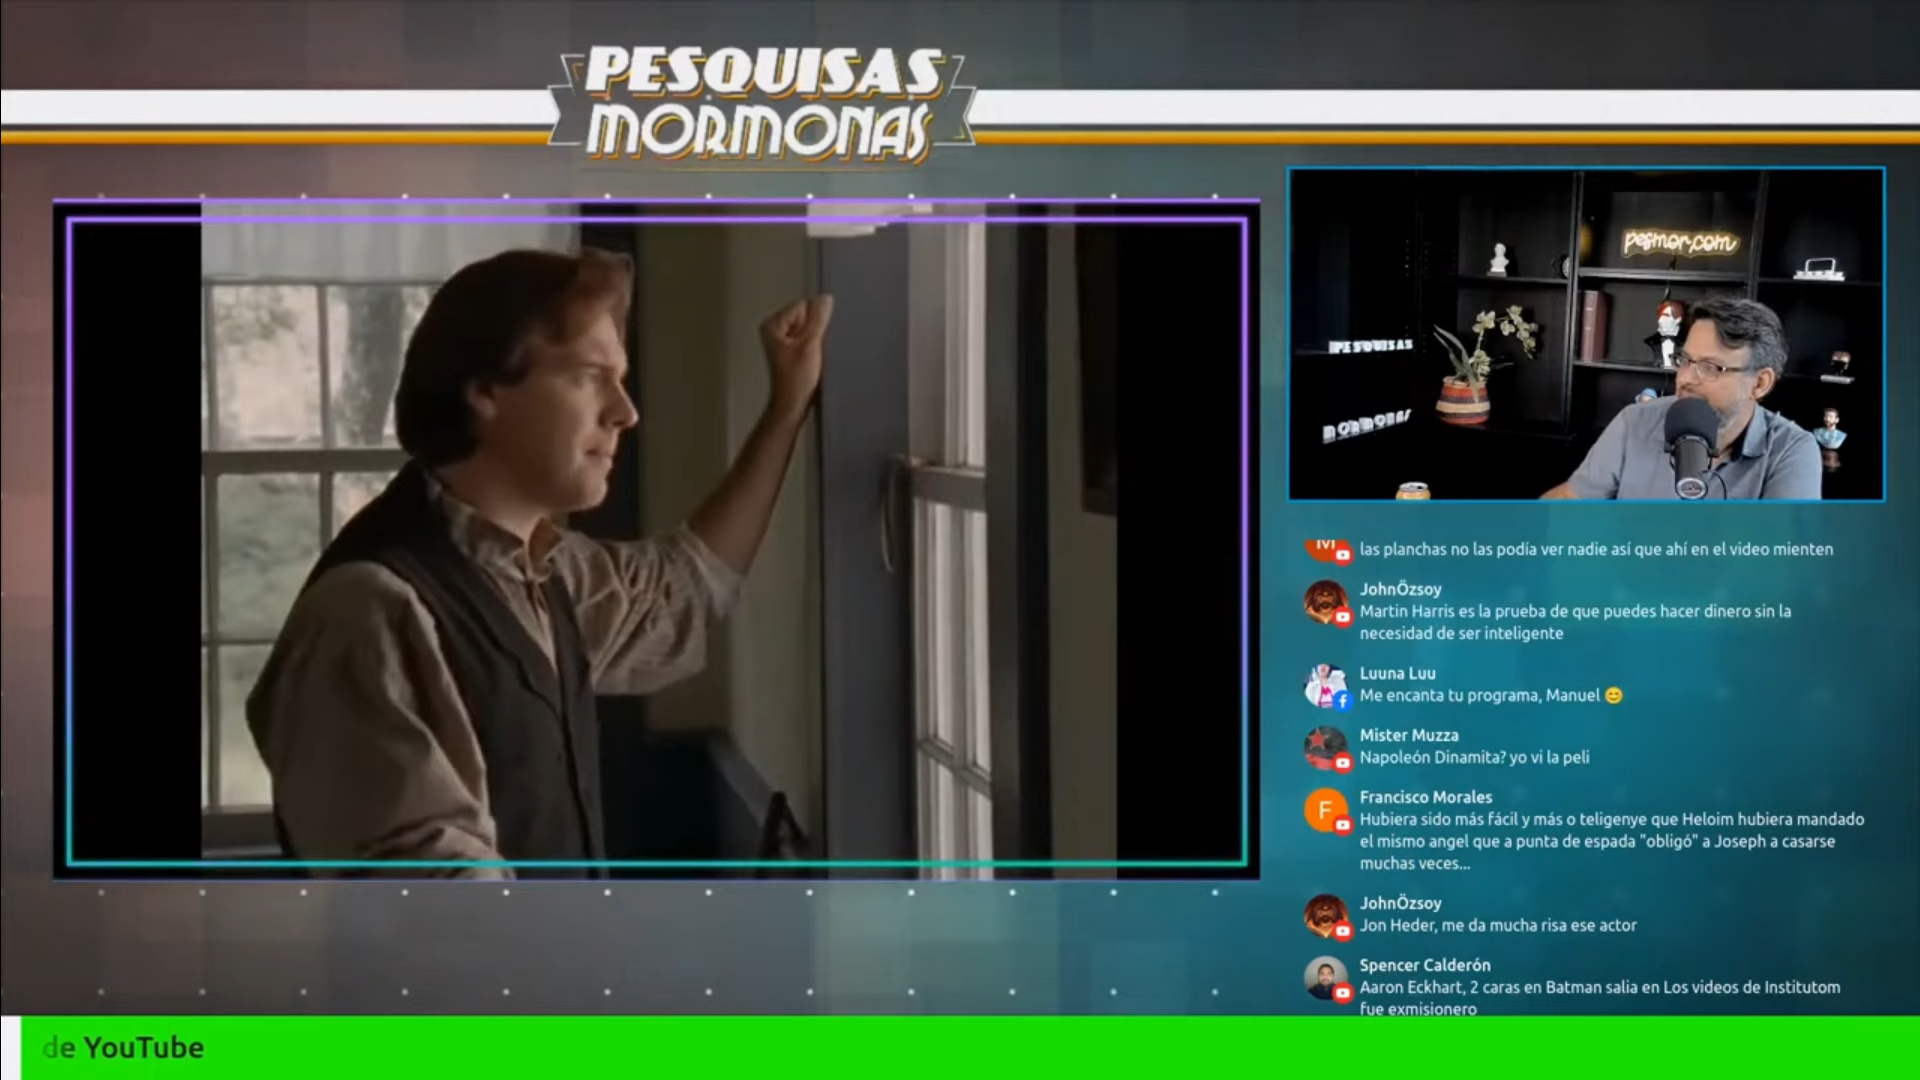 PESQUISAS
MORMONAS
pesmor.com
PESQUISAS
MORMONAS
las planchas no las podía ver nadie así que ahí en el video mienten
JohnÖzsoy
Martin Harris es la prueba de que puedes hacer dinero sin la
necesidad de ser inteligente
Luuna Luu
Me encanta tu programa, Manuel 😊
Mister Muzza
Napoleón Dinamita? yo vi la peli
F
Francisco Morales
Hubiera sido más fácil y más o teligenye que Heloim hubiera mandado
el mismo angel que a punta de espada "obligó" a Joseph a casarse
muchas veces...
JohnÖzsoy
Jon Heder, me da mucha risa ese actor
Spencer Calderón
Aaron Eckhart, 2 caras en Batman salia en Los videos de Institutom
fue exmisionero
de YouTube